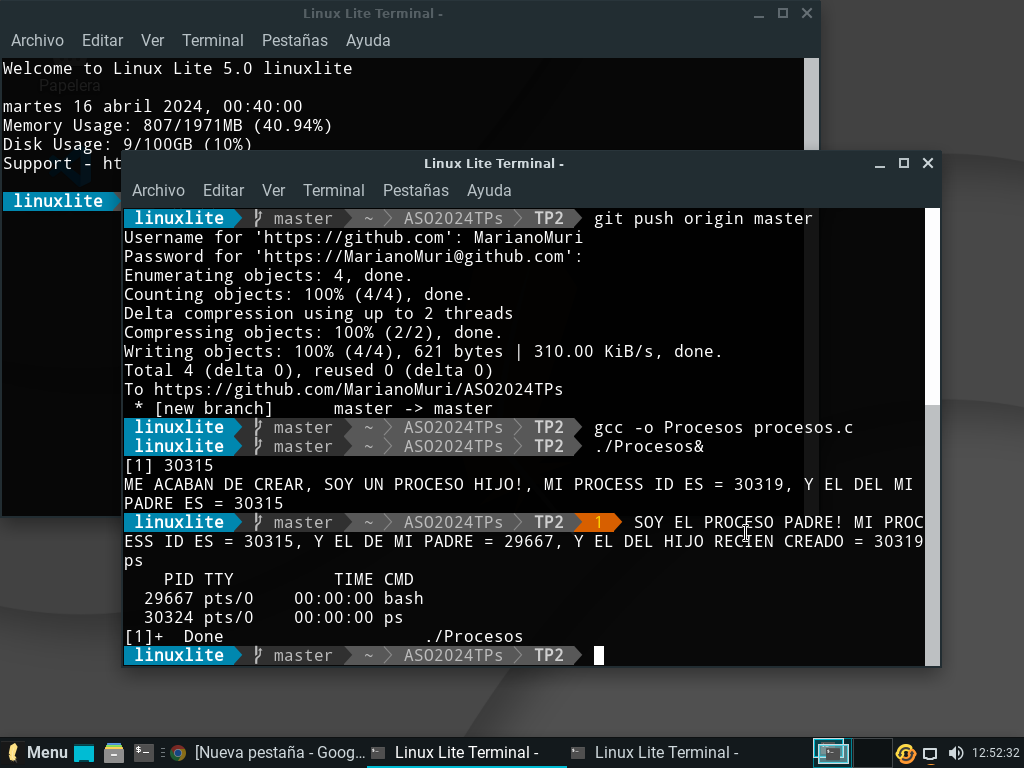 Linux Lite Terminal -
Archivo Editar Ver Terminal Pestañas Ayuda
Welcome to Linux Lite 5.0 linuxlite
Papelera
martes 16 abril 2024, 00:40:00
Memory Usage: 807/1971MB (40.94%)
Disk Usage: 9/100GB (10%)
Support - ht
linuxlite
Linux Lite Terminal -
Archivo Editar Ver Terminal Pestañas Ayuda
linuxlite master ~ ASO2024TPs TP2 git push origin master
Username for 'https://github.com': MarianoMuri
Password for 'https://MarianoMuri@github.com':
Enumerating objects: 4, done.
Counting objects: 100% (4/4), done.
Delta compression using up to 2 threads
Compressing objects: 100% (2/2), done.
Writing objects: 100% (4/4), 621 bytes | 310.00 KiB/s, done.
Total 4 (delta 0), reused 0 (delta 0)
To https://github.com/MarianoMuri/ASO2024TPs
* [new branch] master -> master
linuxlite master ~ ASO2024TPs TP2 gcc -o Procesos procesos.c
linuxlite master ~ ASO2024TPs TP2 ./Procesos&
[1] 30315
ME ACABAN DE CREAR, SOY UN PROCESO HIJO!, MI PROCESS ID ES = 30319, Y EL DEL MI
PADRE ES = 30315
linuxlite master ~ ASO2024TPs TP2 1 SOY EL PROCESO PADRE! MI PROC
ESS ID ES = 30315, Y EL DE MI PADRE = 29667, Y EL DEL HIJO RECIEN CREADO = 30319
ps
PID TTY TIME CMD
29667 pts/0 00:00:00 bash
30324 pts/0 00:00:00 ps
[1]+ Done ./Procesos
linuxlite master ~ ASO2024TPs TP2
Menu [Nueva pestaña - Goog... Linux Lite Terminal - Linux Lite Terminal - 12:52:32